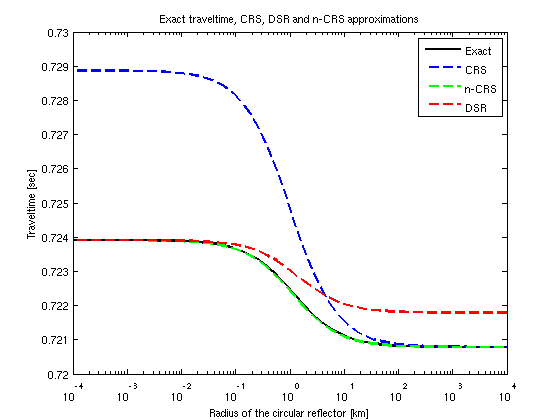 Exact traveltime, CRS, DSR and n-CRS approximations
0.73
0.729
0.728
0.727
0.726
0.725
0.724
0.723
0.722
0.721
0.72
Traveltime [sec]
Exact
CRS
n-CRS
DSR
10^-4 10^-3 10^-2 10^-1 10^0 10^1 10^2 10^3 10^4
Radius of the circular reflector [km]